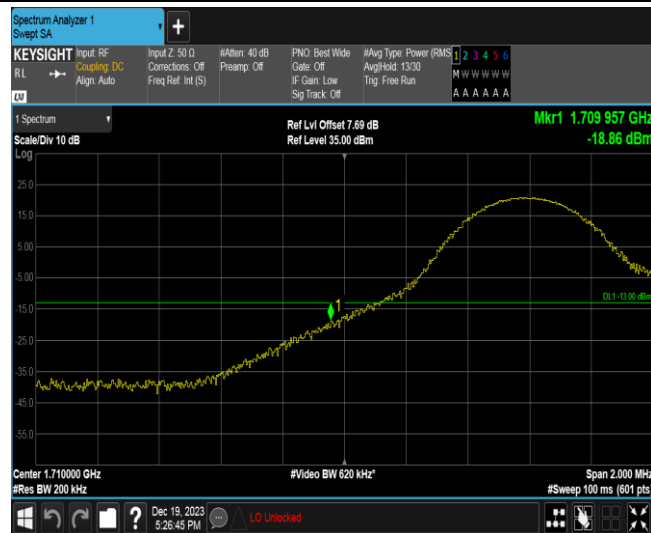 Spectrum Analyzer 1
Swept SA
+
KEYSIGHT
RL
LXI
Input: RF
Coupling: DC
Align: Auto
Input Z: 50 Ω
Corrections: Off
Freq Ref: Int (S)
#Atten: 40 dB
Preamp: Off
PNO: Best Wide
Gate: Off
IF Gain: Low
Sig Track: Off
#Avg Type: Power (RMS
Avg|Hold: 13/30
Trig: Free Run
1 2 3 4 5 6
M W W W W W
A A A A A A
1 Spectrum
Scale/Div 10 dB
Log
Ref Lvl Offset 7.69 dB
Ref Level 35.00 dBm
Mkr1 1.709 957 GHz
-18.86 dBm
25.0
15.0
5.00
-5.00
-15.0
-25.0
-35.0
-45.0
-55.0
1
DL1 -13.00 dBm
Center 1.710000 GHz
#Res BW 200 kHz
#Video BW 620 kHz*
Span 2.000 MHz
#Sweep 100 ms (601 pts)
?
Dec 19, 2023
5:26:45 PM
LO Unlocked